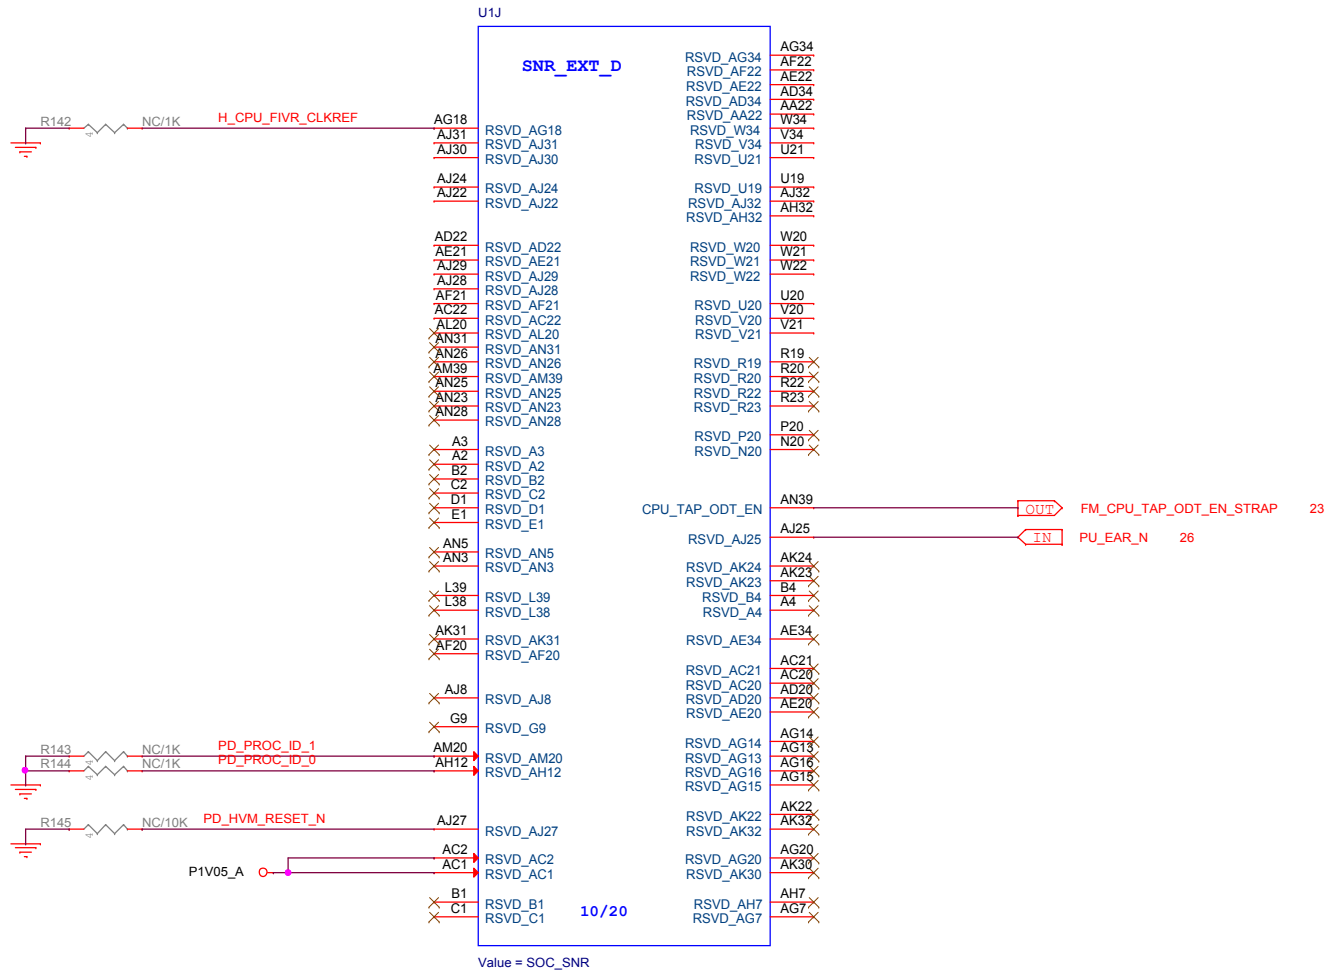 U1J
SNR_EXT_D
R142 NC/1K H_CPU_FIVR_CLKREF AG18 RSVD_AG18
AJ31 RSVD_AJ31
AJ30 RSVD_AJ30
AJ24 RSVD_AJ24
AJ22 RSVD_AJ22
AD22 RSVD_AD22
AE21 RSVD_AE21
AJ29 RSVD_AJ29
AJ28 RSVD_AJ28
AF21 RSVD_AF21
AC22 RSVD_AC22
AL20 RSVD_AL20
AN31 RSVD_AN31
AN26 RSVD_AN26
AM39 RSVD_AM39
AN25 RSVD_AN25
AN23 RSVD_AN23
AN28 RSVD_AN28
A3 RSVD_A3
A2 RSVD_A2
B2 RSVD_B2
C2 RSVD_C2
D1 RSVD_D1
E1 RSVD_E1
AN5 RSVD_AN5
AN3 RSVD_AN3
L39 RSVD_L39
L38 RSVD_L38
AK31 RSVD_AK31
AF20 RSVD_AF20
AJ8 RSVD_AJ8
G9 RSVD_G9
R143 NC/1K PD_PROC_ID_1 AM20 RSVD_AM20
R144 NC/1K PD_PROC_ID_0 AH12 RSVD_AH12
R145 NC/10K PD_HVM_RESET_N AJ27 RSVD_AJ27
AC2 RSVD_AC2
P1V05_A AC1 RSVD_AC1
B1 RSVD_B1
C1 RSVD_C1
RSVD_AG34 AG34
RSVD_AF22 AF22
RSVD_AE22 AE22
RSVD_AD34 AD34
RSVD_AA22 AA22
RSVD_W34 W34
RSVD_V34 V34
RSVD_U21 U21
RSVD_U19 U19
RSVD_AJ32 AJ32
RSVD_AH32 AH32
RSVD_W20 W20
RSVD_W21 W21
RSVD_W22 W22
RSVD_U20 U20
RSVD_V20 V20
RSVD_V21 V21
RSVD_R19 R19
RSVD_R20 R20
RSVD_R22 R22
RSVD_R23 R23
RSVD_P20 P20
RSVD_N20 N20
CPU_TAP_ODT_EN AN39 OUT FM_CPU_TAP_ODT_EN_STRAP 23
RSVD_AJ25 AJ25 IN PU_EAR_N 26
RSVD_AK24 AK24
RSVD_AK23 AK23
RSVD_B4 B4
RSVD_A4 A4
RSVD_AE34 AE34
RSVD_AC21 AC21
RSVD_AC20 AC20
RSVD_AD20 AD20
RSVD_AE20 AE20
RSVD_AG14 AG14
RSVD_AG13 AG13
RSVD_AG16 AG16
RSVD_AG15 AG15
RSVD_AK22 AK22
RSVD_AK32 AK32
RSVD_AG20 AG20
RSVD_AK30 AK30
RSVD_AH7 AH7
RSVD_AG7 AG7
10/20
Value = SOC_SNR